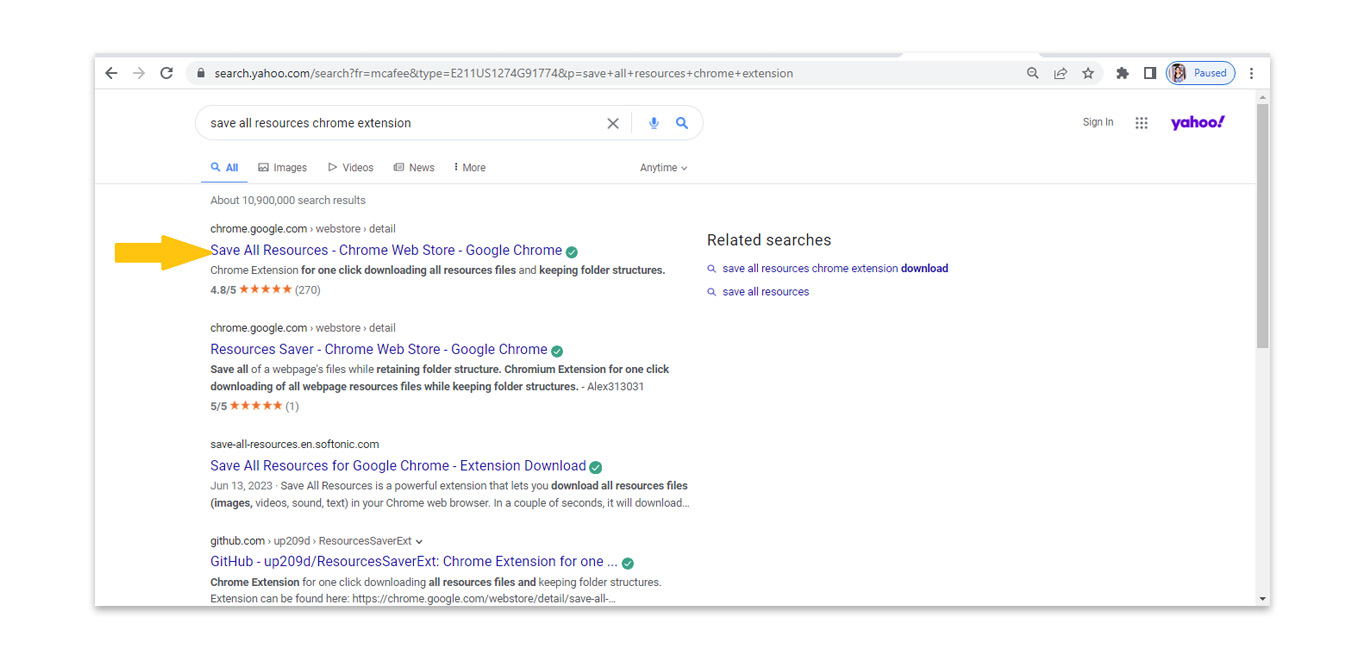 search.yahoo.com/search?fr=mcafee&type=E211US1274G91774&p=save+all+resources+chrome+extension
Paused
save all resources chrome extension
Sign In
yahoo!
All
Images
Videos
News
More
Anytime
About 10,900,000 search results
chrome.google.com › webstore › detail
Save All Resources - Chrome Web Store - Google Chrome
Chrome Extension for one click downloading all resources files and keeping folder structures.
4.8/5 ★★★★★ (270)
chrome.google.com › webstore › detail
Resources Saver - Chrome Web Store - Google Chrome
Save all of a webpage's files while retaining folder structure. Chromium Extension for one click
downloading of all webpage resources files while keeping folder structures. - Alex313031
5/5 ★★★★★ (1)
save-all-resources.en.softonic.com
Save All Resources for Google Chrome - Extension Download
Jun 13, 2023 · Save All Resources is a powerful extension that lets you download all resources files
(images, videos, sound, text) in your Chrome web browser. In a couple of seconds, it will download...
github.com › up209d › ResourcesSaverExt
GitHub - up209d/ResourcesSaverExt: Chrome Extension for one ...
Chrome Extension for one click downloading all resources files and keeping folder structures.
Extension can be found here: https://chrome.google.com/webstore/detail/save-all-...
Related searches
save all resources chrome extension download
save all resources